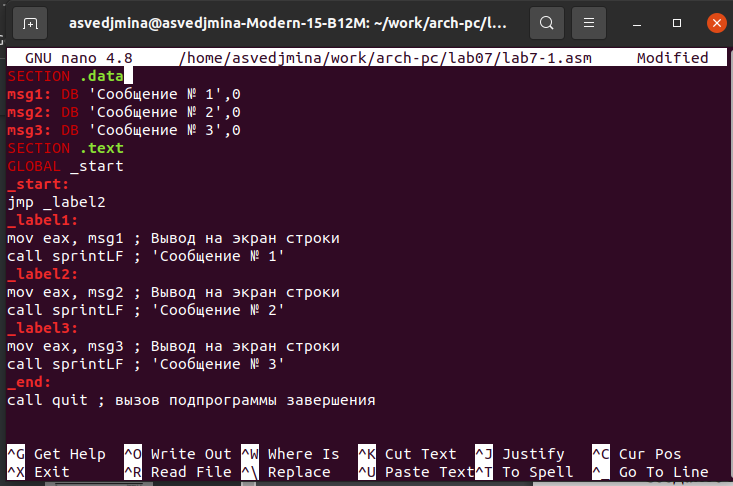 asvedjmina@asvedjmina-Modern-15-B12M: ~/work/arch-pc/l...
GNU nano 4.8 /home/asvedjmina/work/arch-pc/lab07/lab7-1.asm Modified
SECTION .data
msg1: DB 'Сообщение № 1',0
msg2: DB 'Сообщение № 2',0
msg3: DB 'Сообщение № 3',0
SECTION .text
GLOBAL _start
_start:
jmp _label2
_label1:
mov eax, msg1 ; Вывод на экран строки
call sprintLF ; 'Сообщение № 1'
_label2:
mov eax, msg2 ; Вывод на экран строки
call sprintLF ; 'Сообщение № 2'
_label3:
mov eax, msg3 ; Вывод на экран строки
call sprintLF ; 'Сообщение № 3'
_end:
call quit ; вызов подпрограммы завершения
^G Get Help ^O Write Out ^W Where Is ^K Cut Text ^J Justify ^C Cur Pos
^X Exit ^R Read File ^\ Replace ^U Paste Text ^T To Spell ^_ Go To Line